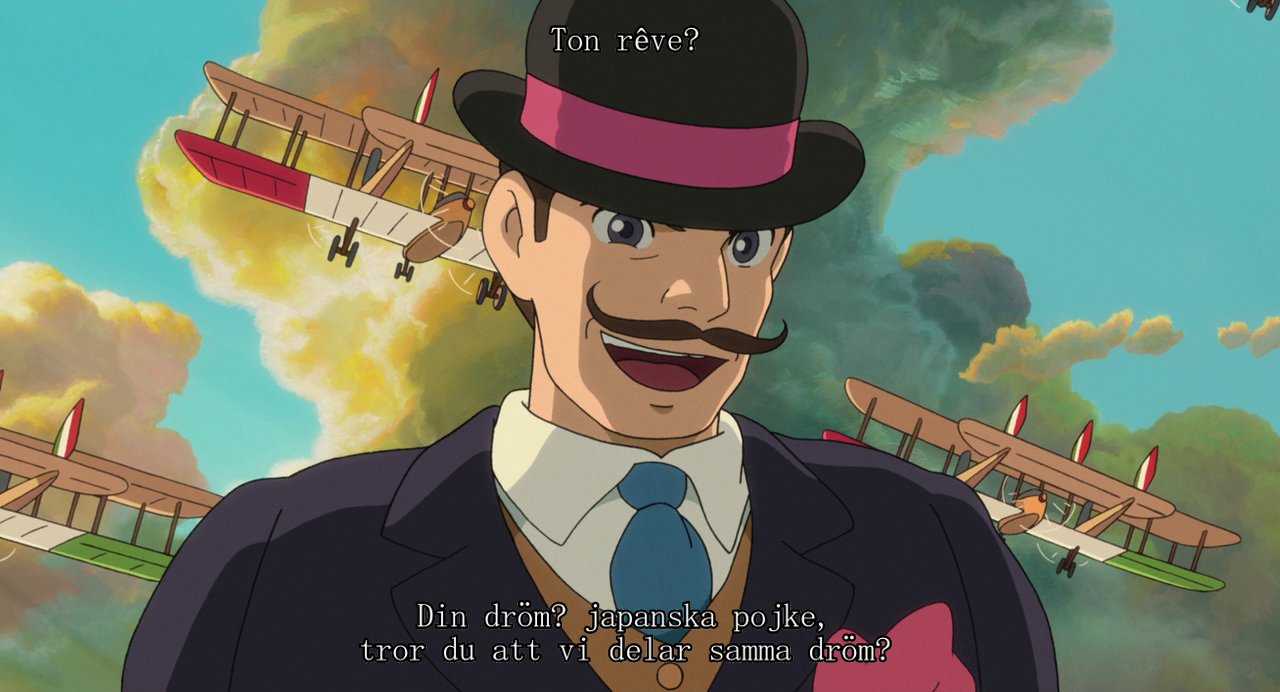 Ton rêve?
Din dröm? japanska pojke,
tror du att vi delar samma dröm?